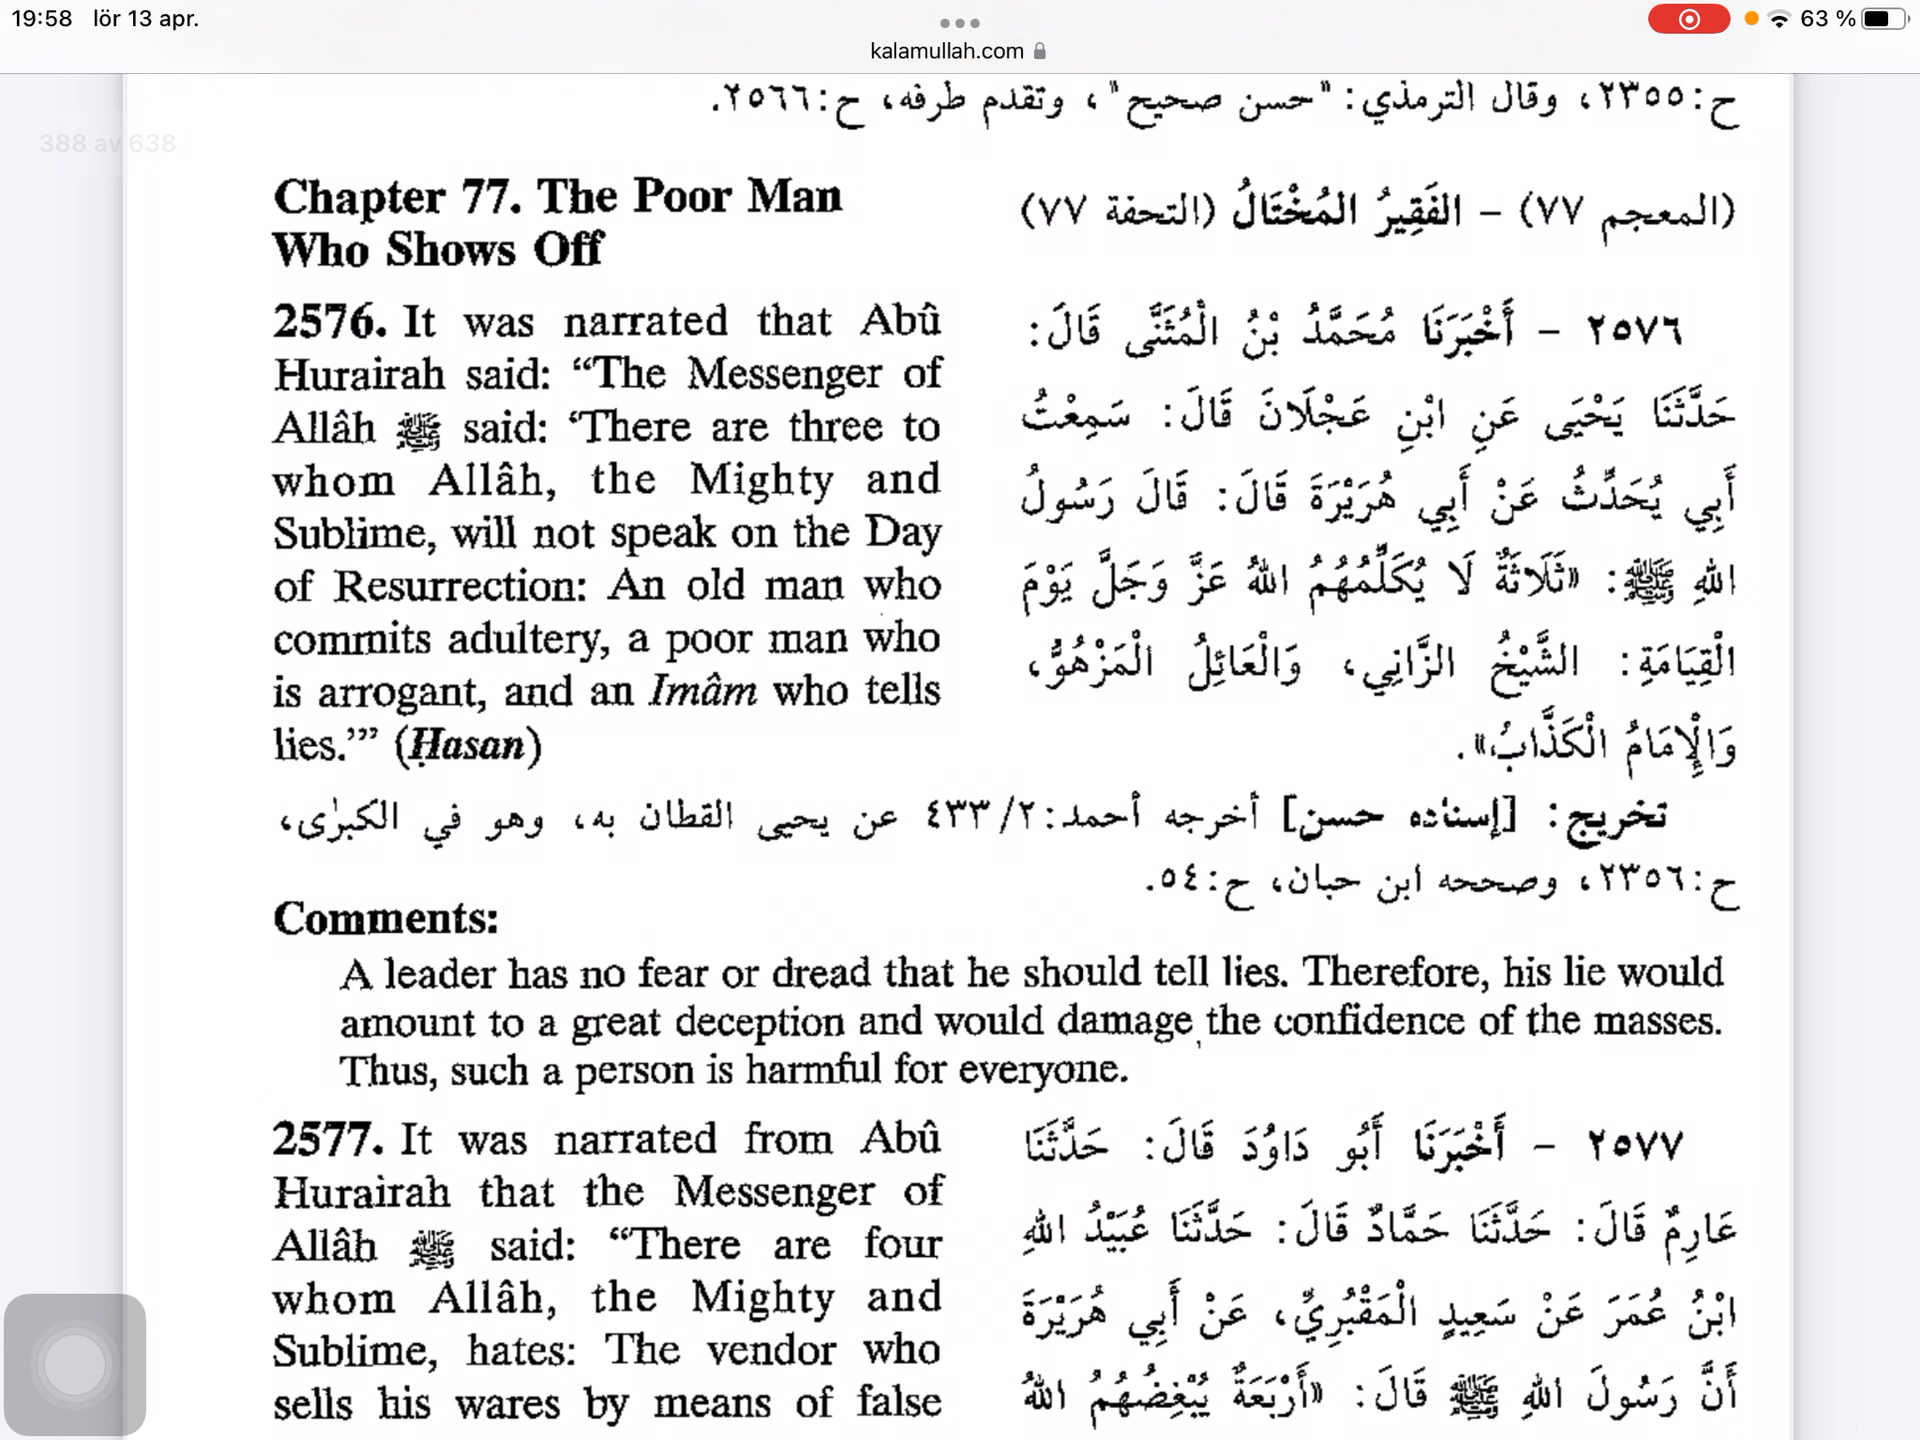 19:58 lör 13 apr.
63 %
kalamullah.com
ح:٢٣٥٥، وقال الترمذي: "حسن صحيح"، وتقدم طرفه، ح:٢٥٦٦.
388 av 638
Chapter 77. The Poor Man
Who Shows Off
(المعجم ٧٧) - الفَقِيرُ المُخْتَالُ (التحفة ٧٧)
2576. It was narrated that Abû
Hurairah said: “The Messenger of
Allâh ﷺ said: ‘There are three to
whom Allâh, the Mighty and
Sublime, will not speak on the Day
of Resurrection: An old man who
commits adultery, a poor man who
is arrogant, and an Imâm who tells
lies.’” (Ḥasan)
٢٥٧٦ - أَخْبَرَنَا مُحَمَّدُ بْنُ الْمُثَنَّى قَالَ:
حَدَّثَنَا يَحْيَى عَنِ ابْنِ عَجْلَانَ قَالَ: سَمِعْتُ
أَبِي يُحَدِّثُ عَنْ أَبِي هُرَيْرَةَ قَالَ: قَالَ رَسُولُ
اللهِ ﷺ: «ثَلَاثَةٌ لَا يُكَلِّمُهُمُ اللهُ عَزَّ وَجَلَّ يَوْمَ
الْقِيَامَةِ: الشَّيْخُ الزَّانِي، وَالْعَائِلُ الْمَزْهُوُّ،
وَالْإِمَامُ الْكَذَّابُ».
تخريج: [إسناده حسن] أخرجه أحمد:٢/ ٤٣٣ عن يحيى القطان به، وهو في الكبرٰى،
ح:٢٣٥٦، وصححه ابن حبان، ح:٥٤.
Comments:
A leader has no fear or dread that he should tell lies. Therefore, his lie would
amount to a great deception and would damage the confidence of the masses.
Thus, such a person is harmful for everyone.
2577. It was narrated from Abû
Hurairah that the Messenger of
Allâh ﷺ said: “There are four
whom Allâh, the Mighty and
Sublime, hates: The vendor who
sells his wares by means of false
٢٥٧٧ - أَخْبَرَنَا أَبُو دَاوُدَ قَالَ: حَدَّثَنَا
عَارِمٌ قَالَ: حَدَّثَنَا حَمَّادٌ قَالَ: حَدَّثَنَا عُبَيْدُ اللهِ
ابْنُ عُمَرَ عَنْ سَعِيدٍ الْمَقْبُرِيِّ، عَنْ أَبِي هُرَيْرَةَ
أَنَّ رَسُولَ اللهِ ﷺ قَالَ: «أَرْبَعَةٌ يُبْغِضُهُمُ اللهُ